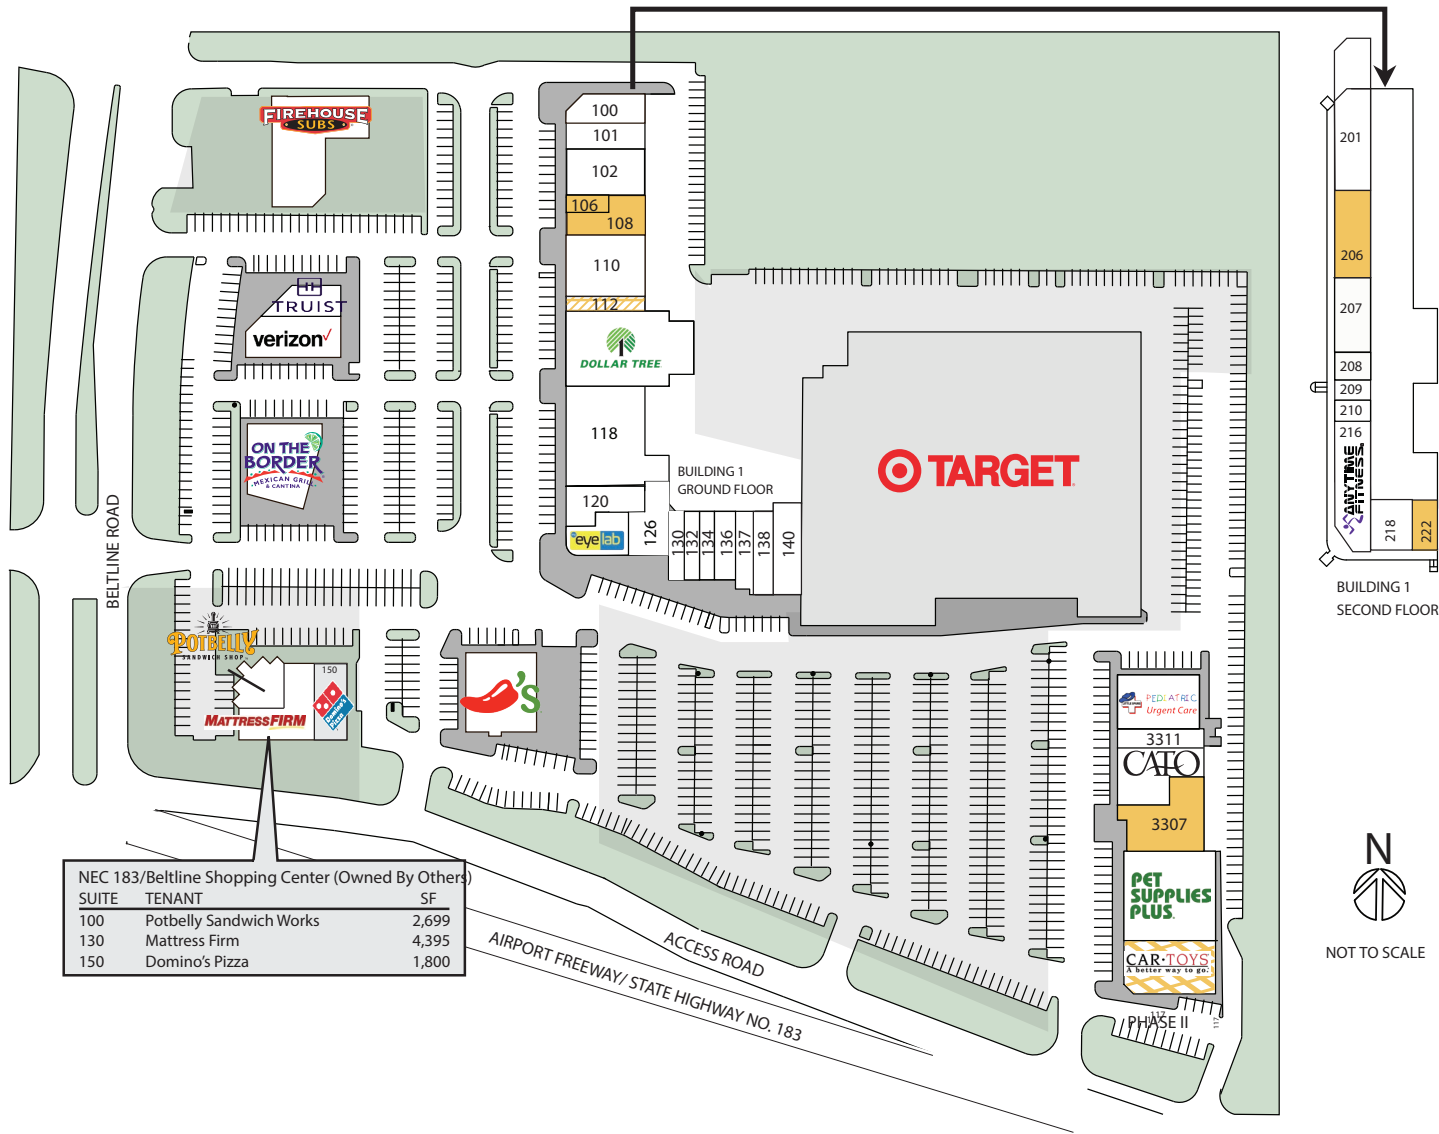 FIREHOUSE
SUBS
TRUIST
verizon
ON THE
BORDER
MEXICAN GRILL
& CANTINA
BELTLINE ROAD
POTBELLY
SANDWICH SHOP
MATTRESSFIRM
150
Domino's
Pizza
'S
100
101
102
106
108
110
112
DOLLAR TREE
118
120
eyelab
126
BUILDING 1
GROUND FLOOR
130
132
134
136
137
138
140
TARGET
201
206
207
208
209
210
216
ANYTIME
FITNESS
218
222
BUILDING 1
SECOND FLOOR
PEDIATRIC
Urgent Care
3311
CATO
3307
PET
SUPPLIES
PLUS
CAR·TOYS
A better way to go.
PHASE II
117
117
N
NOT TO SCALE
ACCESS ROAD
AIRPORT FREEWAY/ STATE HIGHWAY NO. 183
NEC 183/Beltline Shopping Center (Owned By Others)
SUITE TENANT SF
100 Potbelly Sandwich Works 2,699
130 Mattress Firm 4,395
150 Domino's Pizza 1,800